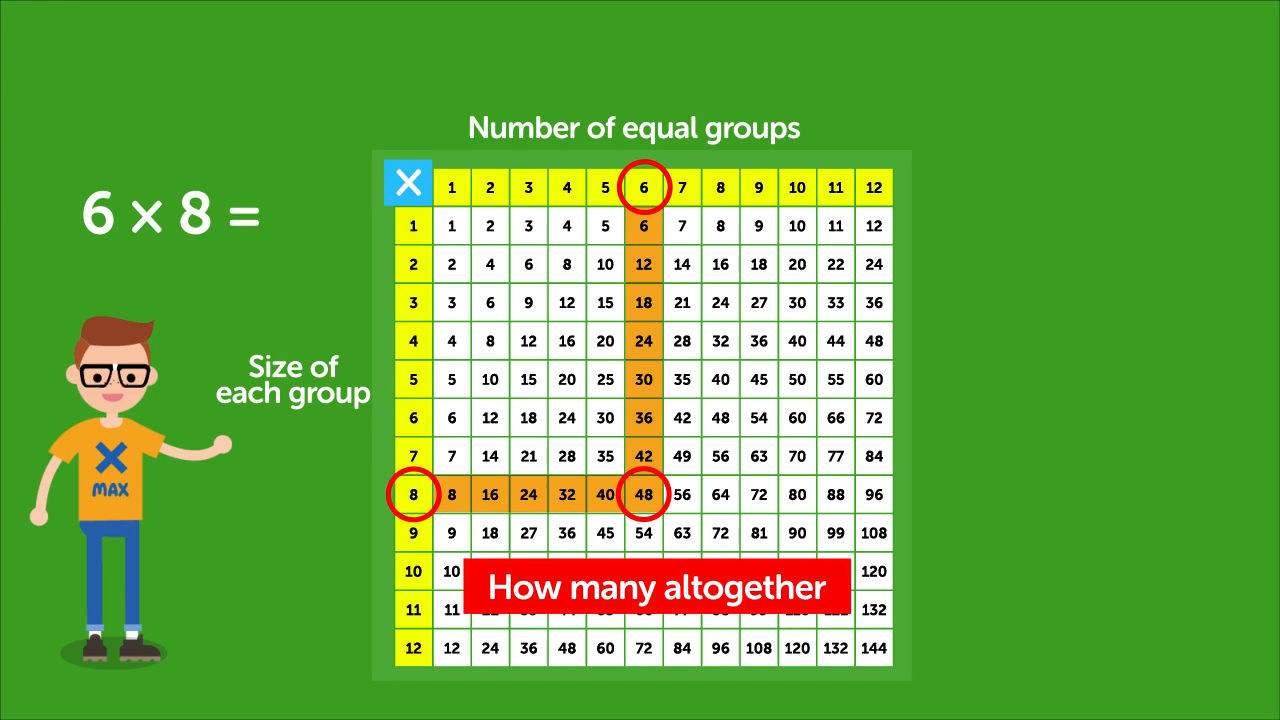 Number of equal groups
6 × 8 =
× 1 2 3 4 5 6 7 8 9 10 11 12
1 1 2 3 4 5 6 7 8 9 10 11 12
2 2 4 6 8 10 12 14 16 18 20 22 24
3 3 6 9 12 15 18 21 24 27 30 33 36
4 4 8 12 16 20 24 28 32 36 40 44 48
Size of
each group
5 5 10 15 20 25 30 35 40 45 50 55 60
6 6 12 18 24 30 36 42 48 54 60 66 72
7 7 14 21 28 35 42 49 56 63 70 77 84
8 8 16 24 32 40 48 56 64 72 80 88 96
9 9 18 27 36 45 54 63 72 81 90 99 108
10 10 120
How many altogether
11 11 132
12 12 24 36 48 60 72 84 96 108 120 132 144
X
MAX